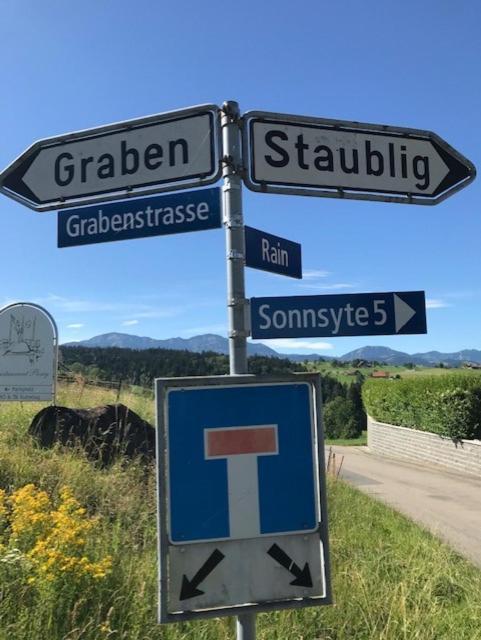 Graben
Staublig
Grabenstrasse
Rain
Sonnsyte 5